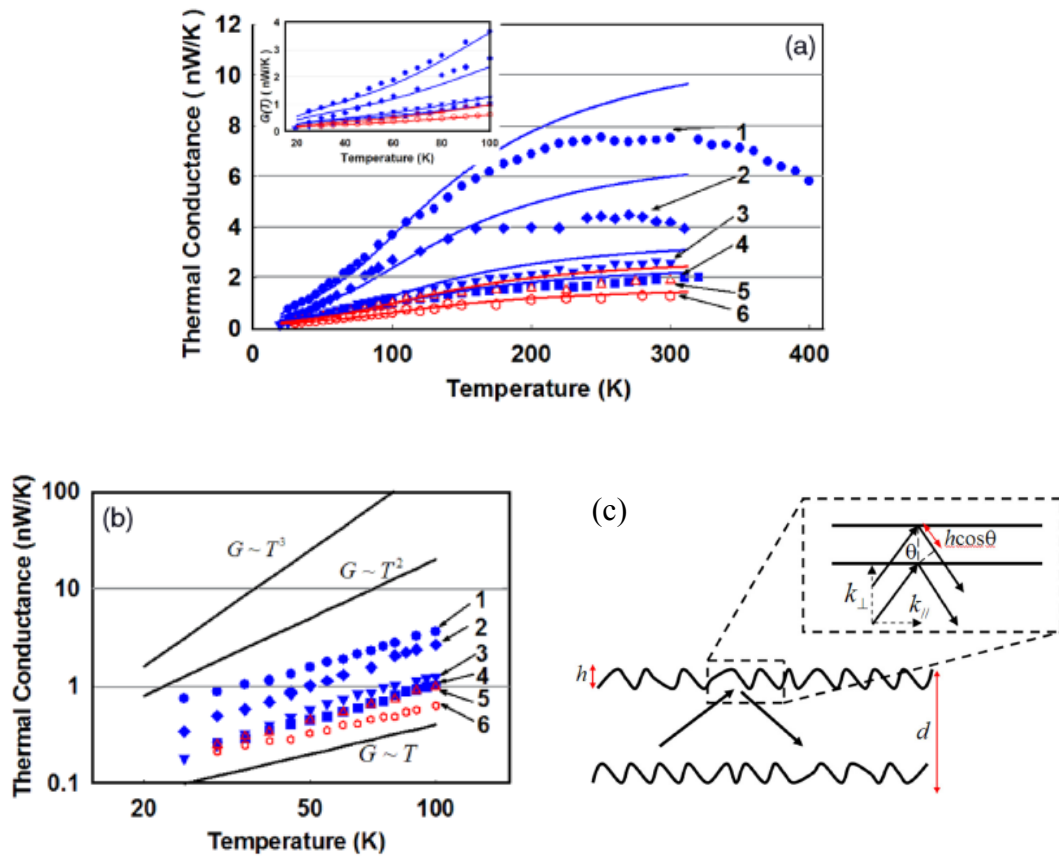 (a)
Thermal Conductance ( nW/K)
12
10
8
6
4
2
0
0
100
200
300
400
Temperature (K)
1
2
3
4
5
6
G(T) ( nW/K)
4
3
2
1
0
20
40
60
80
100
Temperature (K)
(b)
Thermal Conductance (nW/K)
100
10
1
0.1
20
50
100
Temperature (K)
G ~ T³
G ~ T²
G ~ T
1
2
3
4
5
6
(c)
hcosθ
θ
k⊥
k//
h
d